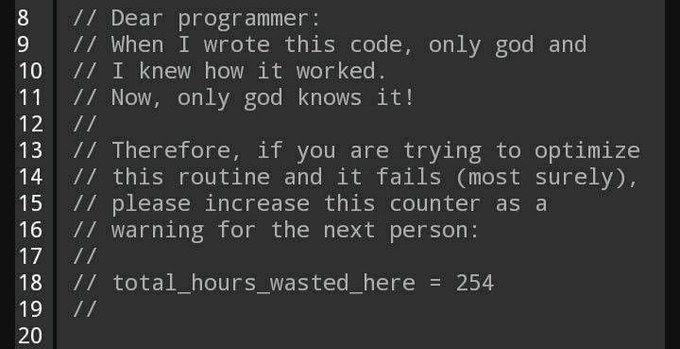 8 // Dear programmer:
9 // When I wrote this code, only god and
10 // I knew how it worked.
11 // Now, only god knows it!
12 //
13 // Therefore, if you are trying to optimize
14 // this routine and it fails (most surely),
15 // please increase this counter as a
16 // warning for the next person:
17 //
18 // total_hours_wasted_here = 254
19 //
20